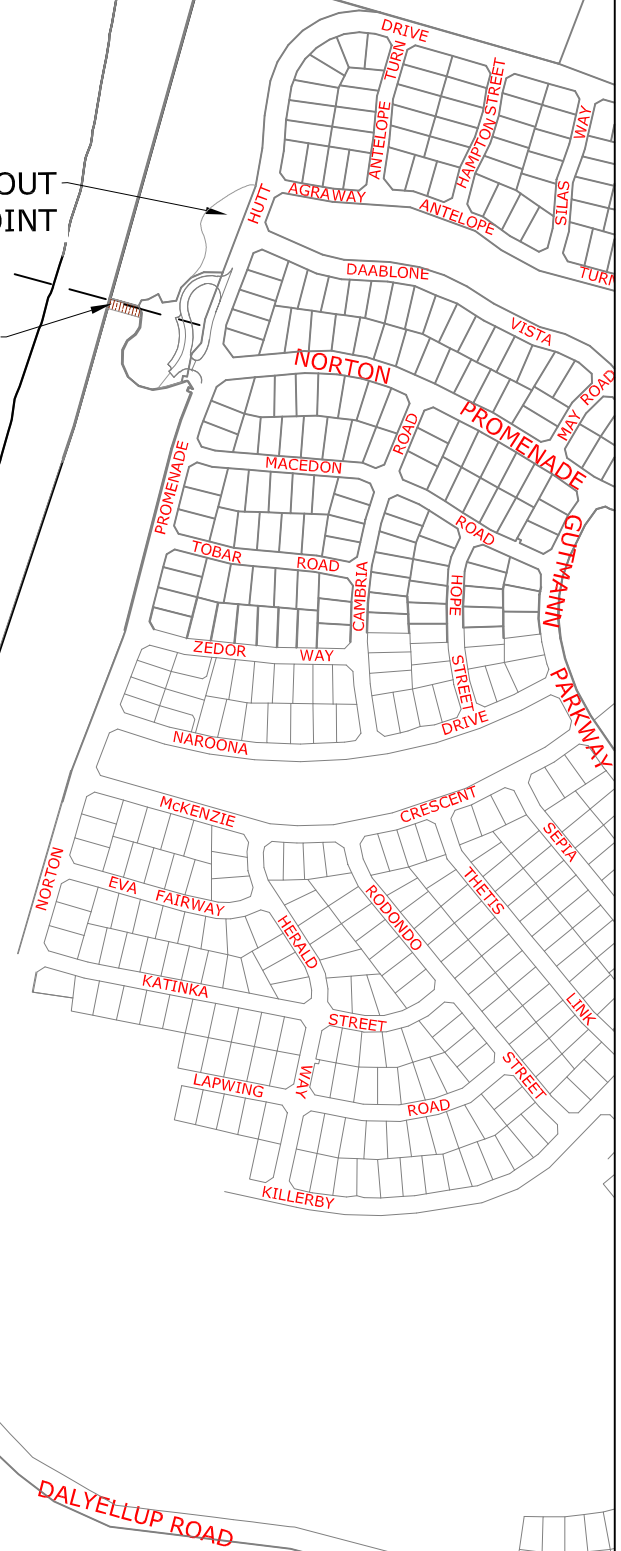 DRIVE
TURN
ANTELOPE
HAMPTON STREET
SILAS WAY
OUT
OINT
HUTT
AGRAWAY
ANTELOPE
TURN
DAABLONE
VISTA
NORTON
PROMENADE
MAY ROAD
ROAD
PROMENADE
MACEDON
ROAD
GUTMANN
TOBAR ROAD
CAMBRIA
HOPE
STREET
ZEDOR WAY
PARKWAY
NAROONA
DRIVE
McKENZIE
CRESCENT
SEPIA
NORTON
EVA FAIRWAY
THETIS
RODONDO
HERALD
KATINKA
STREET
LINK
LAPWING
WAY
ROAD
STREET
KILLERBY
DALYELLUP ROAD